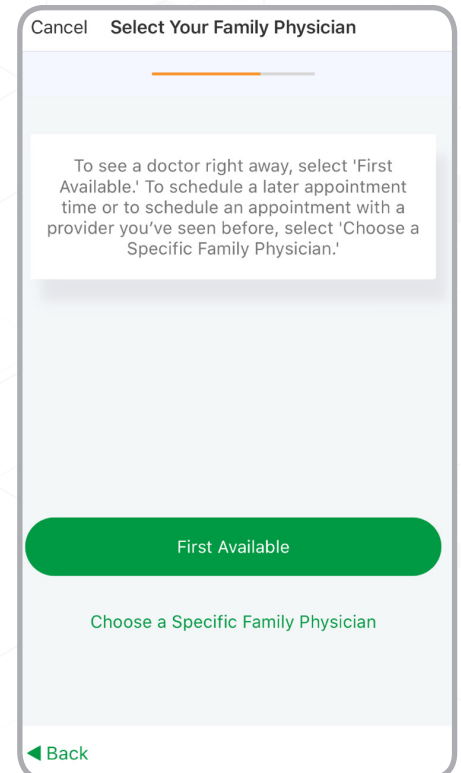 Cancel Select Your Family Physician
To see a doctor right away, select 'First
Available.' To schedule a later appointment
time or to schedule an appointment with a
provider you’ve seen before, select 'Choose a
Specific Family Physician.'
First Available
Choose a Specific Family Physician
Back